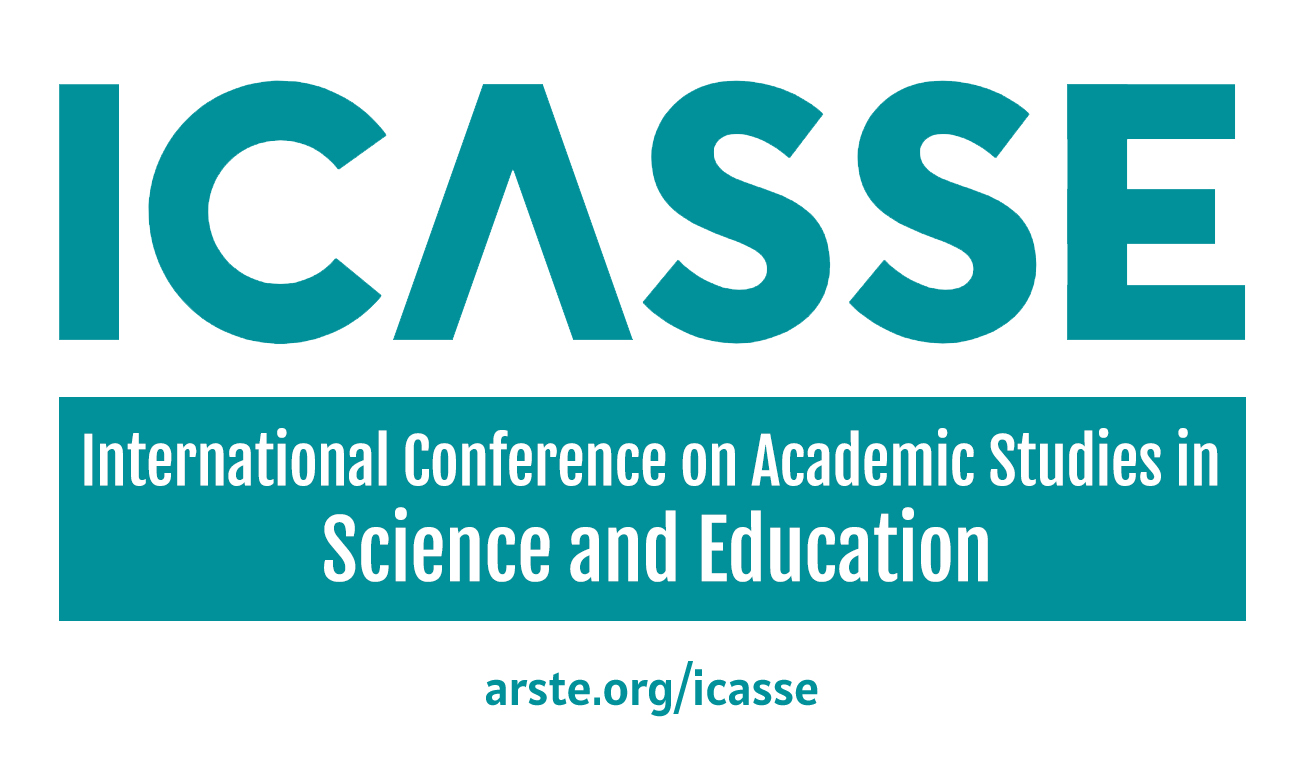 ICASSE
International Conference on Academic Studies in
Science and Education
arste.org/icasse